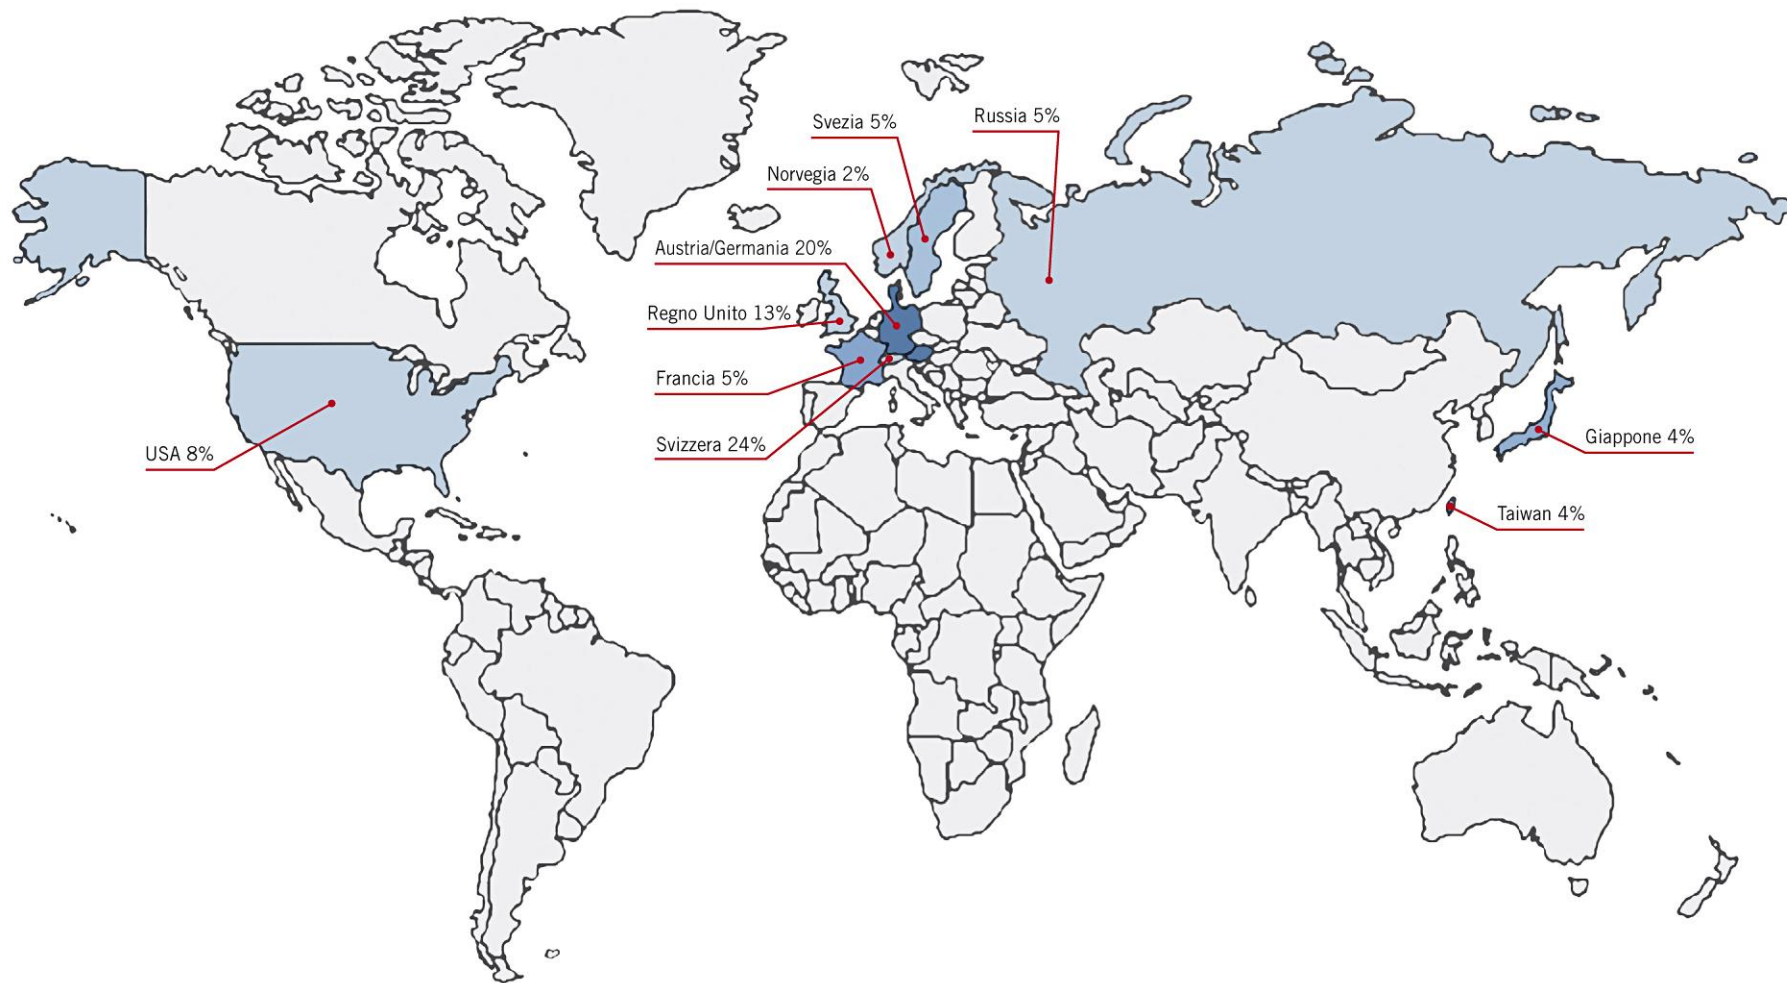 Svezia 5%
Russia 5%
Norvegia 2%
Austria/Germania 20%
Regno Unito 13%
Francia 5%
Svizzera 24%
USA 8%
Giappone 4%
Taiwan 4%